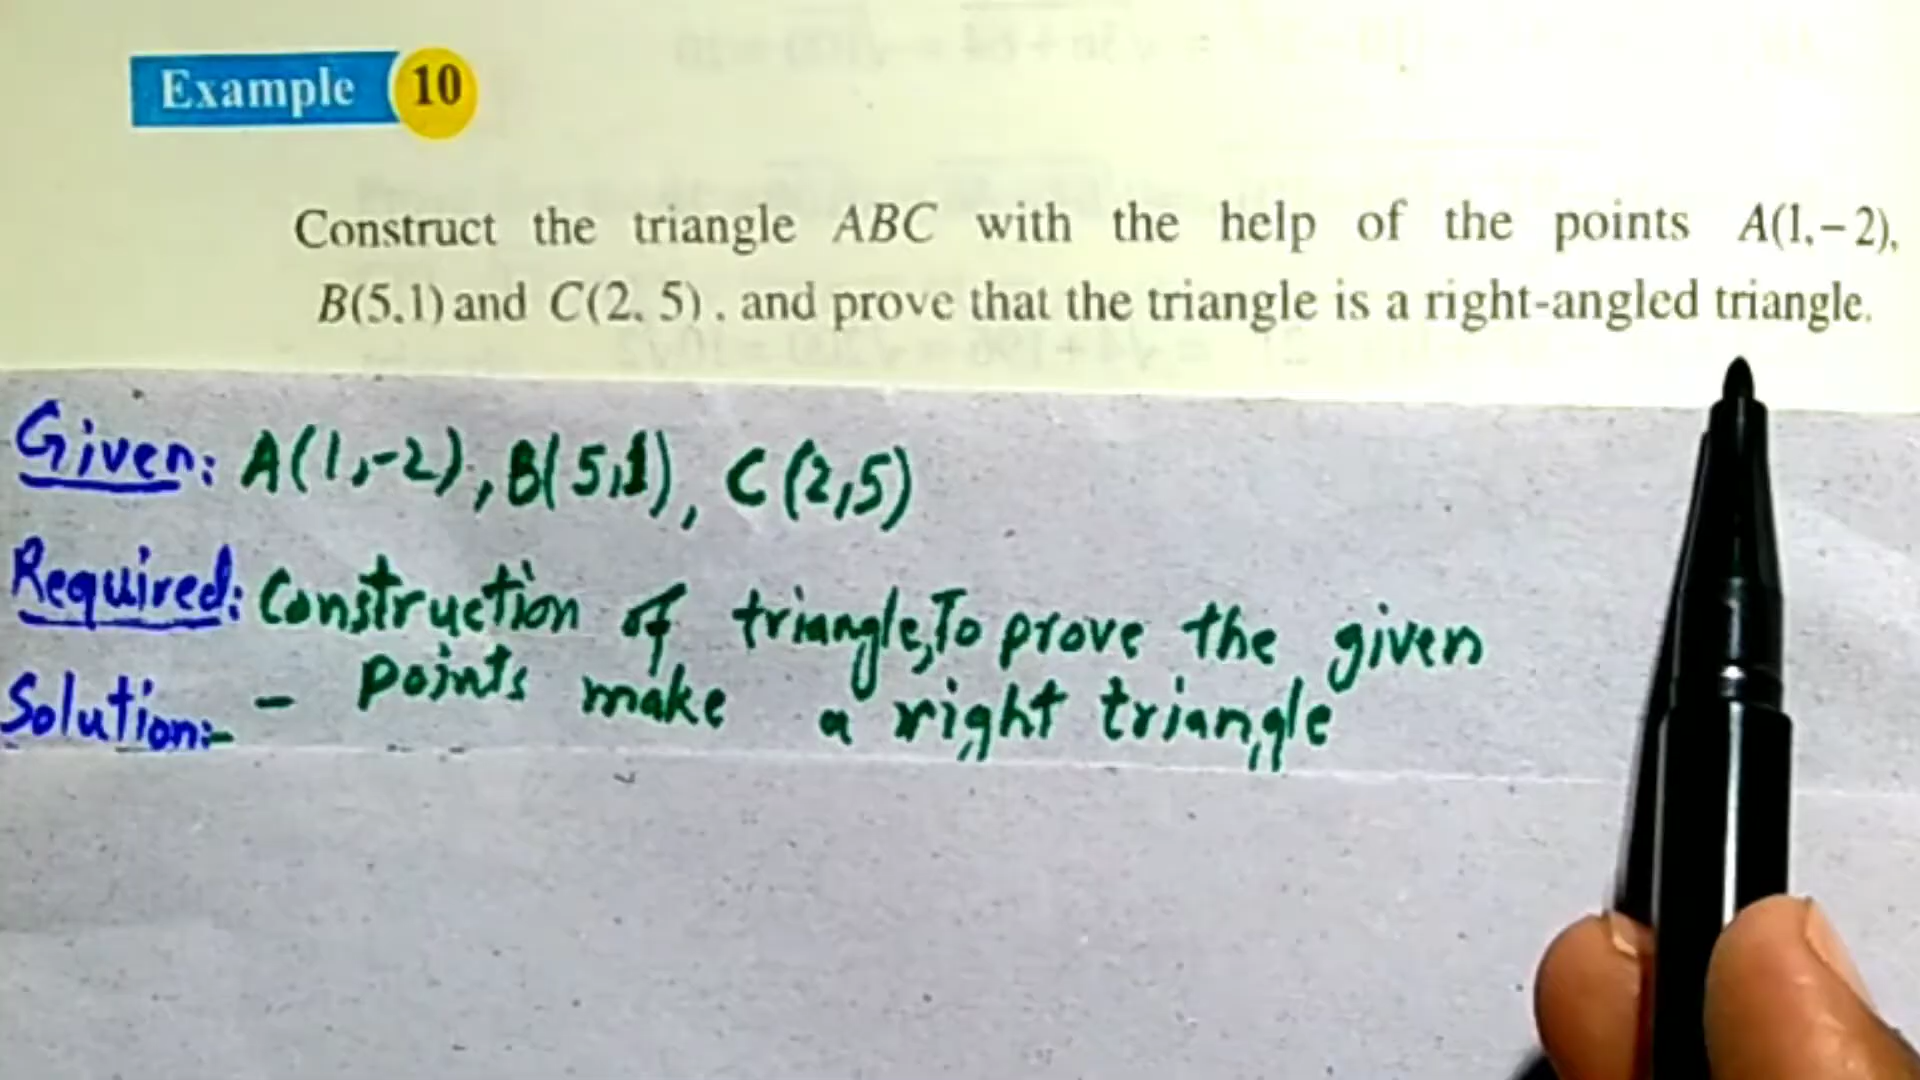 Example 10
Construct the triangle ABC with the help of the points A(1,-2),
B(5,1) and C(2, 5), and prove that the triangle is a right-angled triangle.
Given: A(1,-2), B(5,1), C(2,5)
Required: Construction of triangle, To prove the given
- points make a right triangle
Solution:-